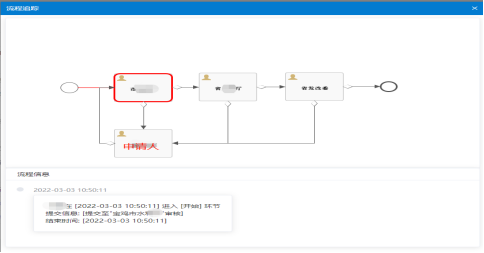 流程追踪
×
省
厅
省发改委
申请人
流程信息
2022-03-03 10:50:11
在 [2022-03-03 10:50:11] 进入 [开始] 环节
提交信息: [提交至"宝鸡市水 审核]
结束时间: [2022-03-03 10:50:11]